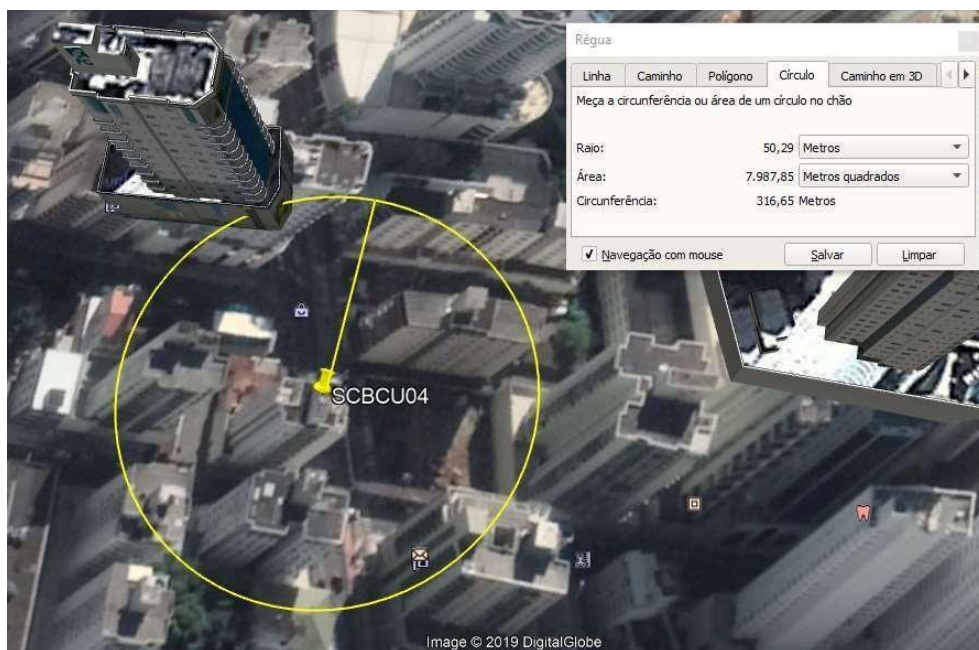 Régua
Linha Caminho Polígono Círculo Caminho em 3D
Meça a circunferência ou área de um círculo no chão
Raio: 50,29 Metros
Área: 7.987,85 Metros quadrados
Circunferência: 316,65 Metros
Navegação com mouse Salvar Limpar
SCBCU04
Image © 2019 DigitalGlobe